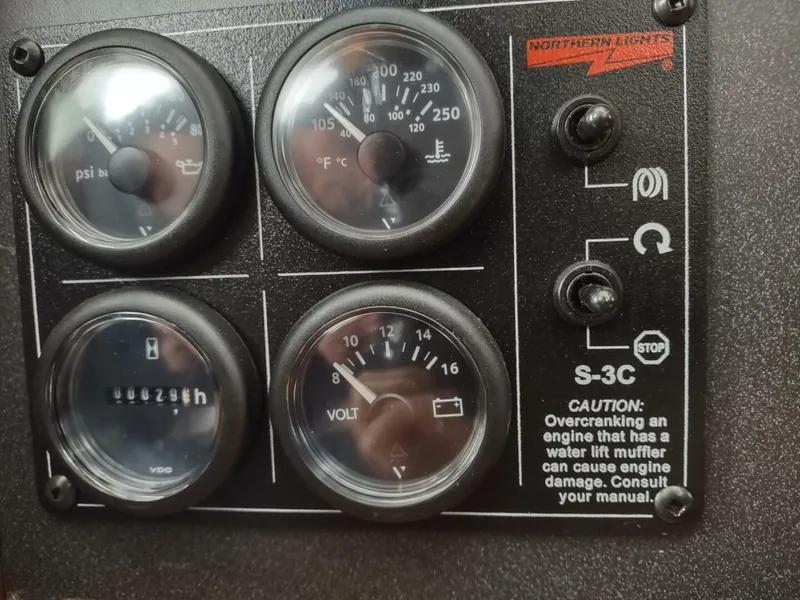 NORTHERN LIGHTS
®
0
80
psi
105
140
180
200
220
230
250
40
80
100
120
°F °C
h
VDO
8
10
12
14
16
VOLT
- +
STOP
S-3C
CAUTION:
Overcranking an
engine that has a
water lift muffler
can cause engine
damage. Consult
your manual.